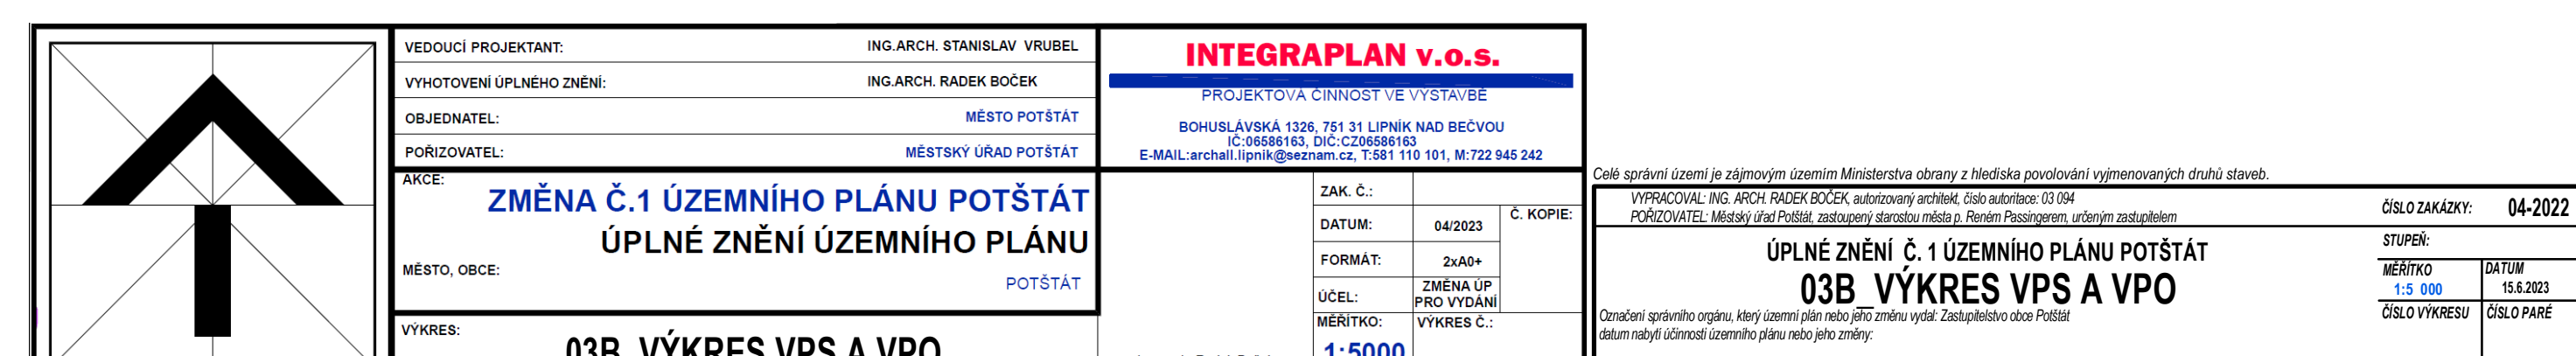 VEDOUCÍ PROJEKTANT: ING.ARCH. STANISLAV VRUBEL
VYHOTOVENÍ ÚPLNÉHO ZNĚNÍ: ING.ARCH. RADEK BOČEK
OBJEDNATEL: MĚSTO POTŠTÁT
POŘIZOVATEL: MĚSTSKÝ ÚŘAD POTŠTÁT
INTEGRAPLAN v.o.s.
PROJEKTOVÁ ČINNOST VE VÝSTAVBĚ
BOHUSLÁVSKÁ 1326, 751 31 LIPNÍK NAD BEČVOU
IČ:06586163, DIČ:CZ06586163
E-MAIL:archall.lipnik@seznam.cz, T:581 110 101, M:722 945 242
AKCE:
ZMĚNA Č.1 ÚZEMNÍHO PLÁNU POTŠTÁT
ÚPLNÉ ZNĚNÍ ÚZEMNÍHO PLÁNU
MĚSTO, OBCE:
POTŠTÁT
VÝKRES:
03B_VÝKRES VPS A VPO
ZAK. Č.:
DATUM: 04/2023
Č. KOPIE:
FORMÁT: 2xA0+
ÚČEL: ZMĚNA ÚP
PRO VYDÁNÍ
MĚŘÍTKO: VÝKRES Č.:
1:5000
Celé správní území je zájmovým územím Ministerstva obrany z hlediska povolování vyjmenovaných druhů staveb.
VYPRACOVAL: ING. ARCH. RADEK BOČEK, autorizovaný architekt, číslo autoritace: 03 094
POŘIZOVATEL: Městský úřad Potštát, zastoupený starostou města p. Reném Passingerem, určeným zastupitelem
ČÍSLO ZAKÁZKY: 04-2022
ÚPLNÉ ZNĚNÍ Č. 1 ÚZEMNÍHO PLÁNU POTŠTÁT
03B_VÝKRES VPS A VPO
STUPEŇ:
MĚŘÍTKO DATUM
1:5 000 15.6.2023
ČÍSLO VÝKRESU ČÍSLO PARÉ
Označení správního orgánu, který územní plán nebo jeho změnu vydal: Zastupitelstvo obce Potštát
datum nabytí účinnosti územního plánu nebo jeho změny: